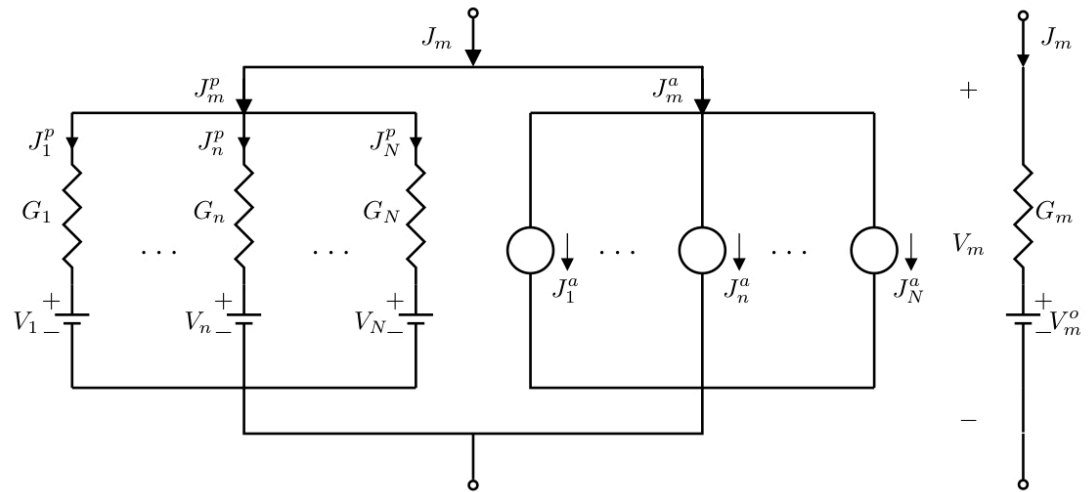 J_m
J_m
J_m^p
J_m^a
+
J_1^p
J_n^p
J_N^p
G_1
G_n
G_N
G_m
. . .
. . .
. . .
. . .
V_m
J_1^a
J_n^a
J_N^a
+
+
+
+
V_1
V_n
V_N
V_m^o
−
−
−
−
−